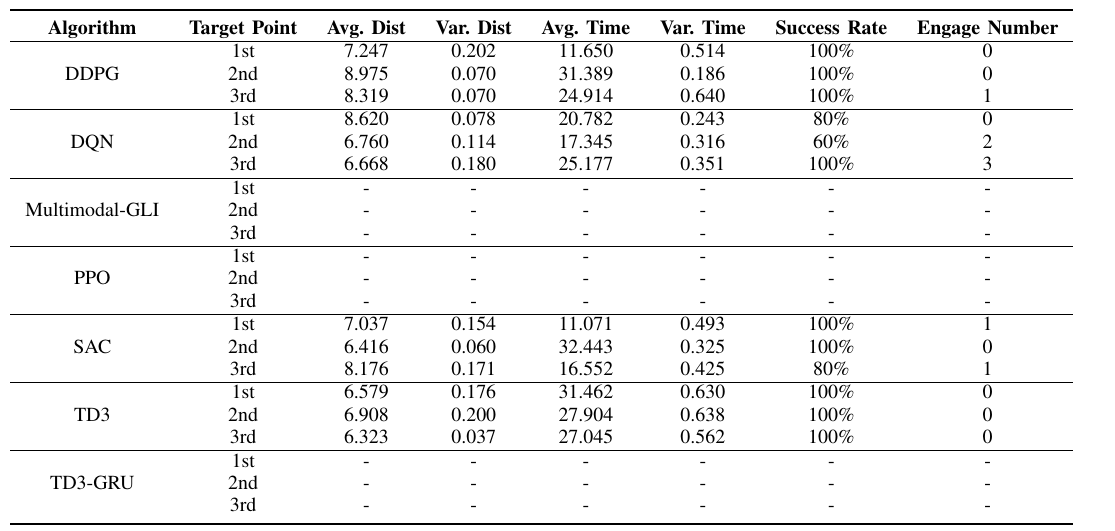 Algorithm Target Point Avg. Dist Var. Dist Avg. Time Var. Time Success Rate Engage Number
1st 7.247 0.202 11.650 0.514 100% 0
DDPG 2nd 8.975 0.070 31.389 0.186 100% 0
3rd 8.319 0.070 24.914 0.640 100% 1
1st 8.620 0.078 20.782 0.243 80% 0
DQN 2nd 6.760 0.114 17.345 0.316 60% 2
3rd 6.668 0.180 25.177 0.351 100% 3
1st - - - - - -
Multimodal-GLI 2nd - - - - - -
3rd - - - - - -
1st - - - - - -
PPO 2nd - - - - - -
3rd - - - - - -
1st 7.037 0.154 11.071 0.493 100% 1
SAC 2nd 6.416 0.060 32.443 0.325 100% 0
3rd 8.176 0.171 16.552 0.425 80% 1
1st 6.579 0.176 31.462 0.630 100% 0
TD3 2nd 6.908 0.200 27.904 0.638 100% 0
3rd 6.323 0.037 27.045 0.562 100% 0
1st - - - - - -
TD3-GRU 2nd - - - - - -
3rd - - - - - -